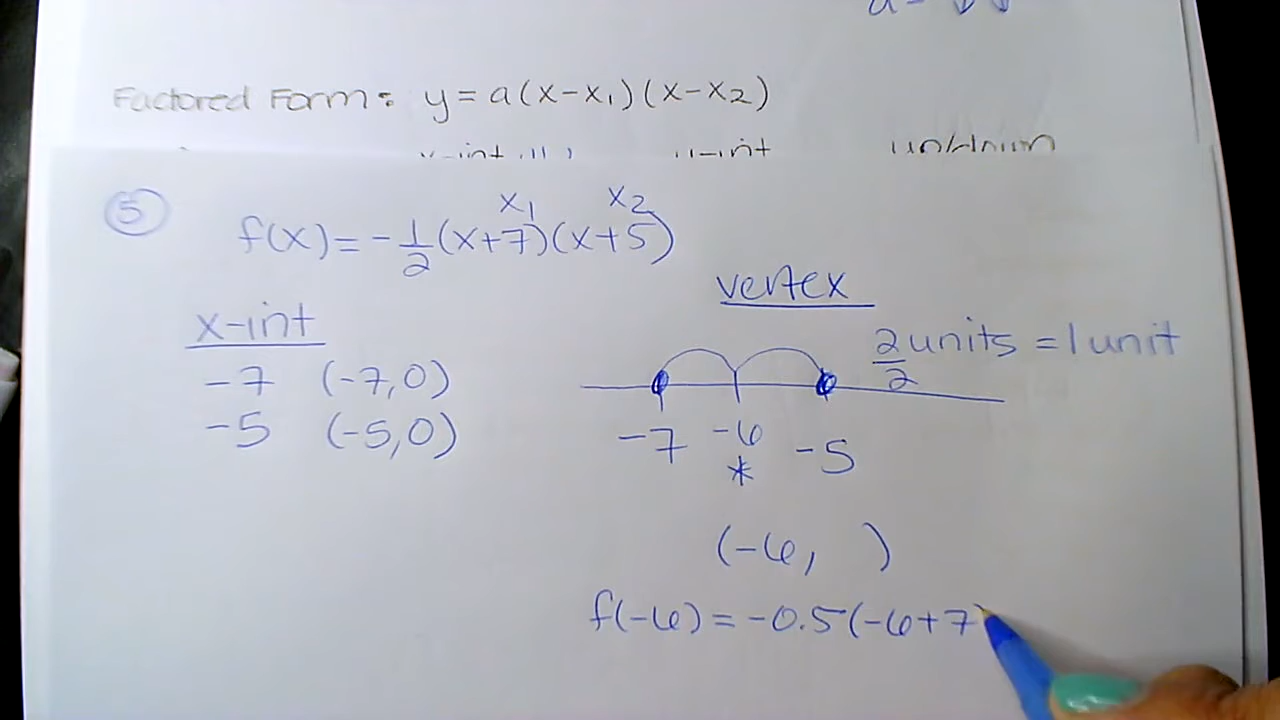 Factored Form: y = a(x-x₁)(x-x₂)
5
x₁ x₂
f(x) = -1/2(x+7)(x+5)
vertex
x-int
2/2 units = 1 unit
-7 (-7,0)
-5 (-5,0)
-7 -6 -5
*
(-6, )
f(-6) = -0.5(-6+7)